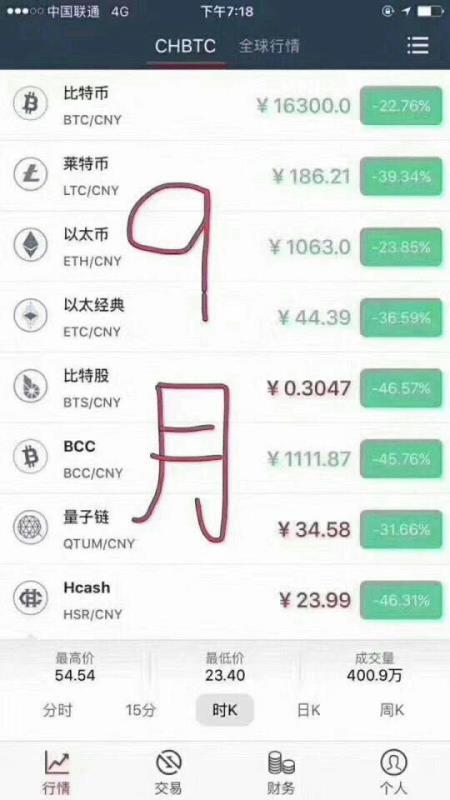 中国联通 4G 下午7:18
CHBTC 全球行情
比特币 ¥16300.0 -22.76%
BTC/CNY
莱特币 ¥186.21 -39.34%
LTC/CNY
以太币 ¥1063.0 -23.85%
ETH/CNY
以太经典 ¥44.39 -36.59%
ETC/CNY
比特股 ¥0.3047 -46.57%
BTS/CNY
BCC ¥1111.87 -45.76%
BCC/CNY
量子链 ¥34.58 -31.66%
QTUM/CNY
Hcash ¥23.99 -46.31%
HSR/CNY
9
月
最高价 最低价 成交量
54.54 23.40 400.9万
分时 15分 时K 日K 周K
行情 交易 财务 个人